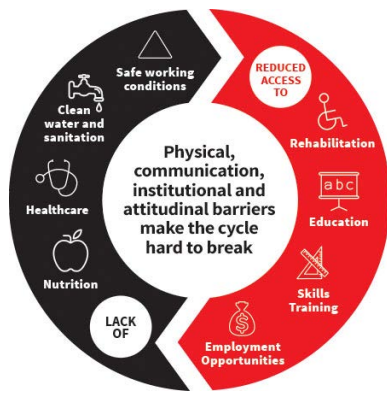 REDUCED
ACCESS
TO
Rehabilitation
abc
Education
Skills
Training
$
Employment
Opportunities
LACK
OF
Nutrition
Healthcare
Clean
water and
sanitation
Safe working
conditions
Physical,
communication,
institutional and
attitudinal barriers
make the cycle
hard to break